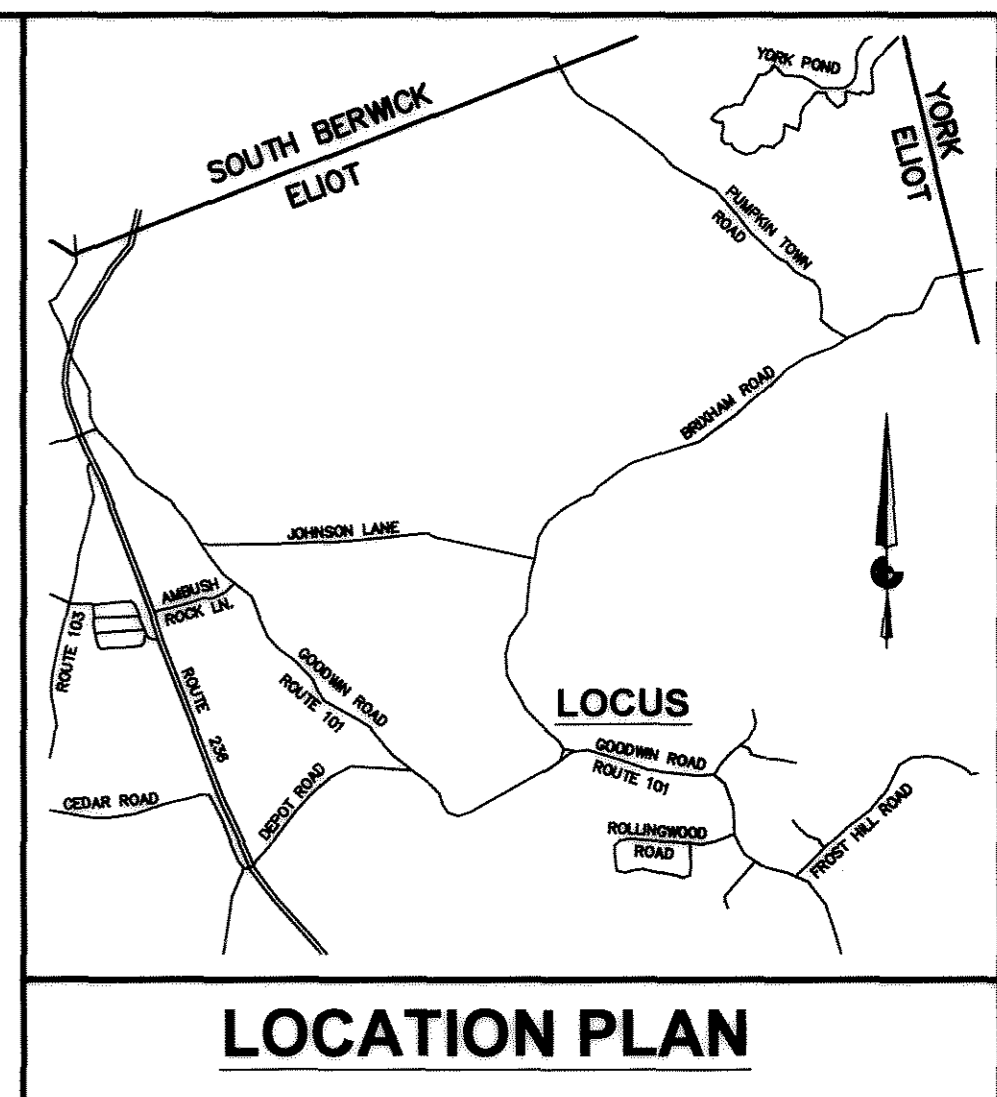 YORK POND
SOUTH BERWICK
ELIOT
YORK
ELIOT
PUMPKIN TOWN
ROAD
BRIXHAM ROAD
JOHNSON LANE
AMBUSH
ROCK LN.
ROUTE 103
ROUTE 236
GOODWIN ROAD
ROUTE 101
LOCUS
GOODWIN ROAD
ROUTE 101
DEPOT ROAD
CEDAR ROAD
ROLLINGWOOD
ROAD
FROST HILL ROAD
LOCATION PLAN